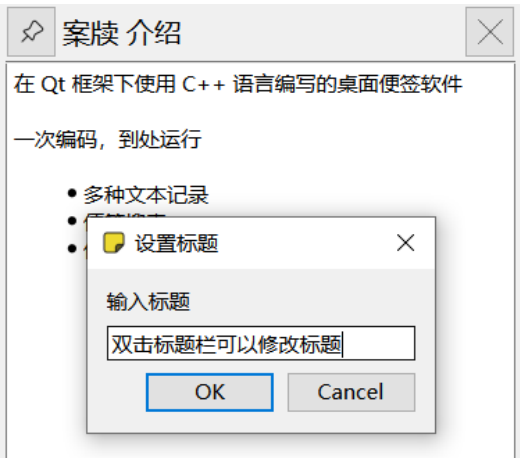 案牍 介绍
在 Qt 框架下使用 C++ 语言编写的桌面便签软件
一次编码，到处运行
多种文本记录
设置标题
输入标题
双击标题栏可以修改标题
OK
Cancel